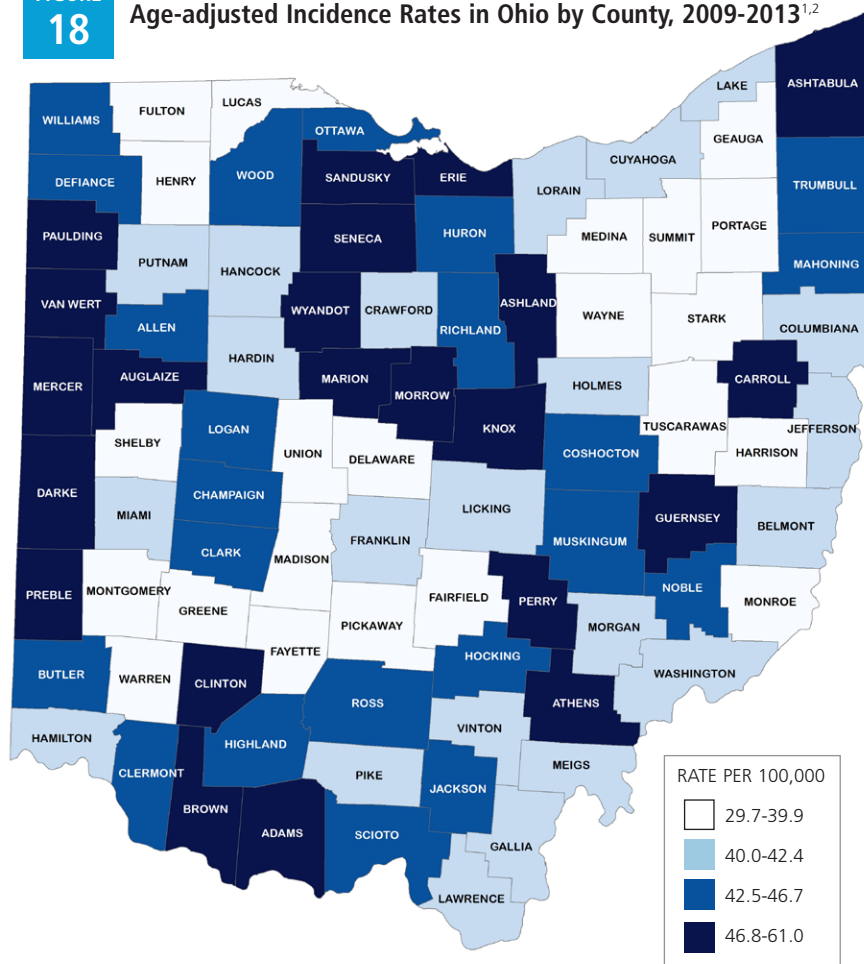 18
Age-adjusted Incidence Rates in Ohio by County, 2009-2013¹,²
LAKE
ASHTABULA
WILLIAMS
FULTON
LUCAS
OTTAWA
GEAUGA
CUYAHOGA
DEFIANCE
HENRY
WOOD
SANDUSKY
ERIE
LORAIN
TRUMBULL
PAULDING
SENECA
HURON
MEDINA
SUMMIT
PORTAGE
PUTNAM
HANCOCK
MAHONING
VAN WERT
WYANDOT
CRAWFORD
ASHLAND
WAYNE
STARK
ALLEN
RICHLAND
COLUMBIANA
HARDIN
MERCER
AUGLAIZE
MARION
MORROW
HOLMES
CARROLL
LOGAN
KNOX
TUSCARAWAS
JEFFERSON
SHELBY
UNION
DELAWARE
COSHOCTON
HARRISON
DARKE
CHAMPAIGN
LICKING
GUERNSEY
MIAMI
FRANKLIN
MUSKINGUM
BELMONT
CLARK
MADISON
PREBLE
MONTGOMERY
GREENE
FAIRFIELD
PERRY
NOBLE
MONROE
PICKAWAY
MORGAN
FAYETTE
HOCKING
BUTLER
WARREN
CLINTON
WASHINGTON
ROSS
ATHENS
HAMILTON
HIGHLAND
VINTON
CLERMONT
PIKE
MEIGS
JACKSON
BROWN
ADAMS
SCIOTO
GALLIA
LAWRENCE
RATE PER 100,000
29.7-39.9
40.0-42.4
42.5-46.7
46.8-61.0